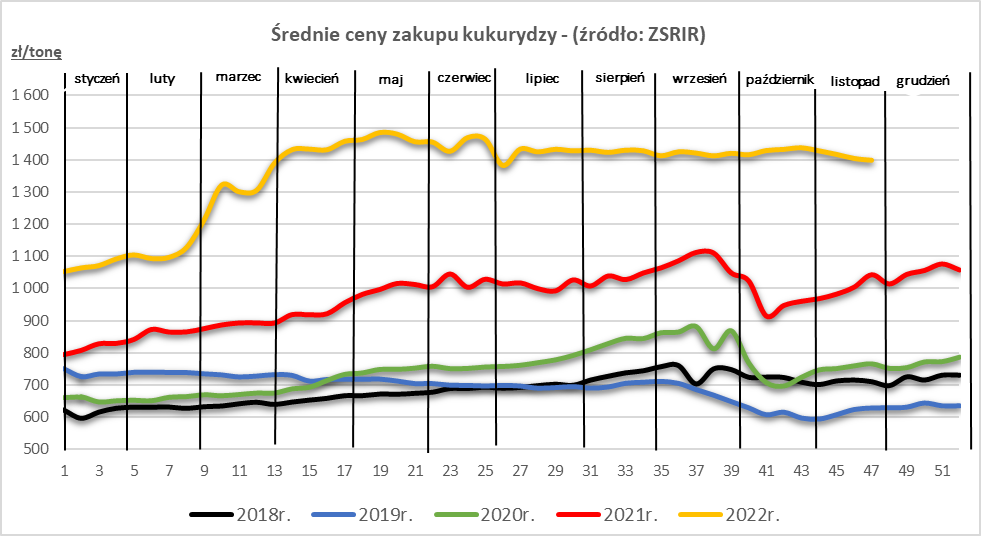 Średnie ceny zakupu kukurydzy - (źródło: ZSRIR)
zł/tonę
styczeń luty marzec kwiecień maj czerwiec lipiec sierpień wrzesień październik listopad grudzień
1 600
1 500
1 400
1 300
1 200
1 100
1 000
900
800
700
600
500
1 3 5 7 9 11 13 15 17 19 21 23 25 27 29 31 33 35 37 39 41 43 45 47 49 51
2018r. 2019r. 2020r. 2021r. 2022r.